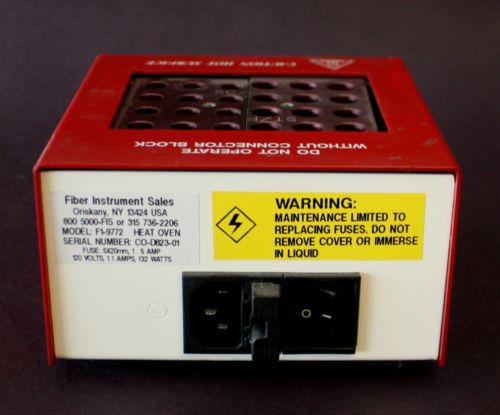 CAUTION HOT SURFACE
DO NOT OPERATE
WITHOUT CONNECTOR BLOCK
Fiber Instrument Sales
Oriskany, NY 13424 USA
800 5000-FIS or 315 736-2206
MODEL: F1-9772 HEAT OVEN
SERIAL NUMBER: CO-DB23-01
FUSE, 5X20mm, 1.5 AMP
120 VOLTS, 1.1 AMPS, 132 WATTS
WARNING:
MAINTENANCE LIMITED TO
REPLACING FUSES. DO NOT
REMOVE COVER OR IMMERSE
IN LIQUID